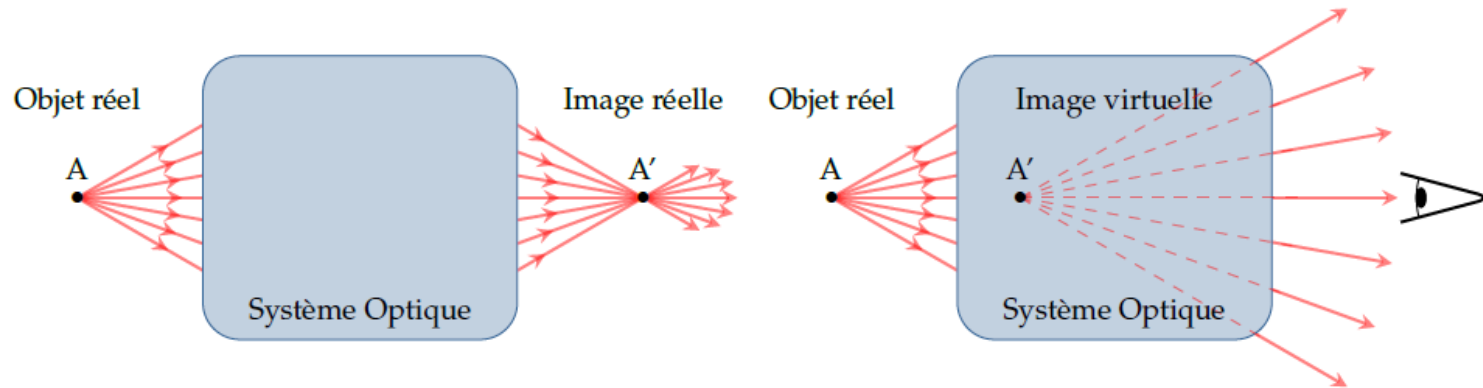 Objet réel
Image réelle
A
A’
Système Optique
Objet réel
Image virtuelle
A
A’
Système Optique